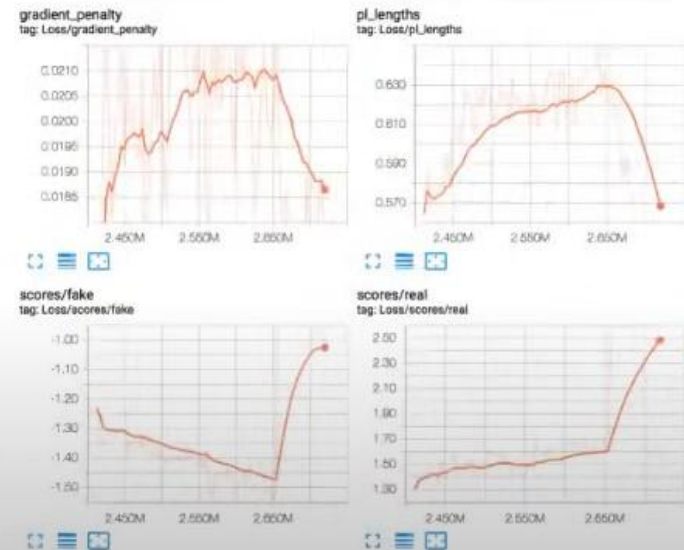 gradient_penalty
tag: Loss/gradient_penalty
0.0210
0.0205
0.0200
0.0195
0.0190
0.0185
2.450M 2.550M 2.650M
pl_lengths
tag: Loss/pl_lengths
0.630
0.610
0.590
0.570
2.450M 2.550M 2.650M
scores/fake
tag: Loss/scores/fake
-1.00
-1.10
-1.20
-1.30
-1.40
-1.50
2.450M 2.550M 2.650M
scores/real
tag: Loss/scores/real
2.50
2.30
2.10
1.90
1.70
1.50
1.30
2.450M 2.550M 2.650M